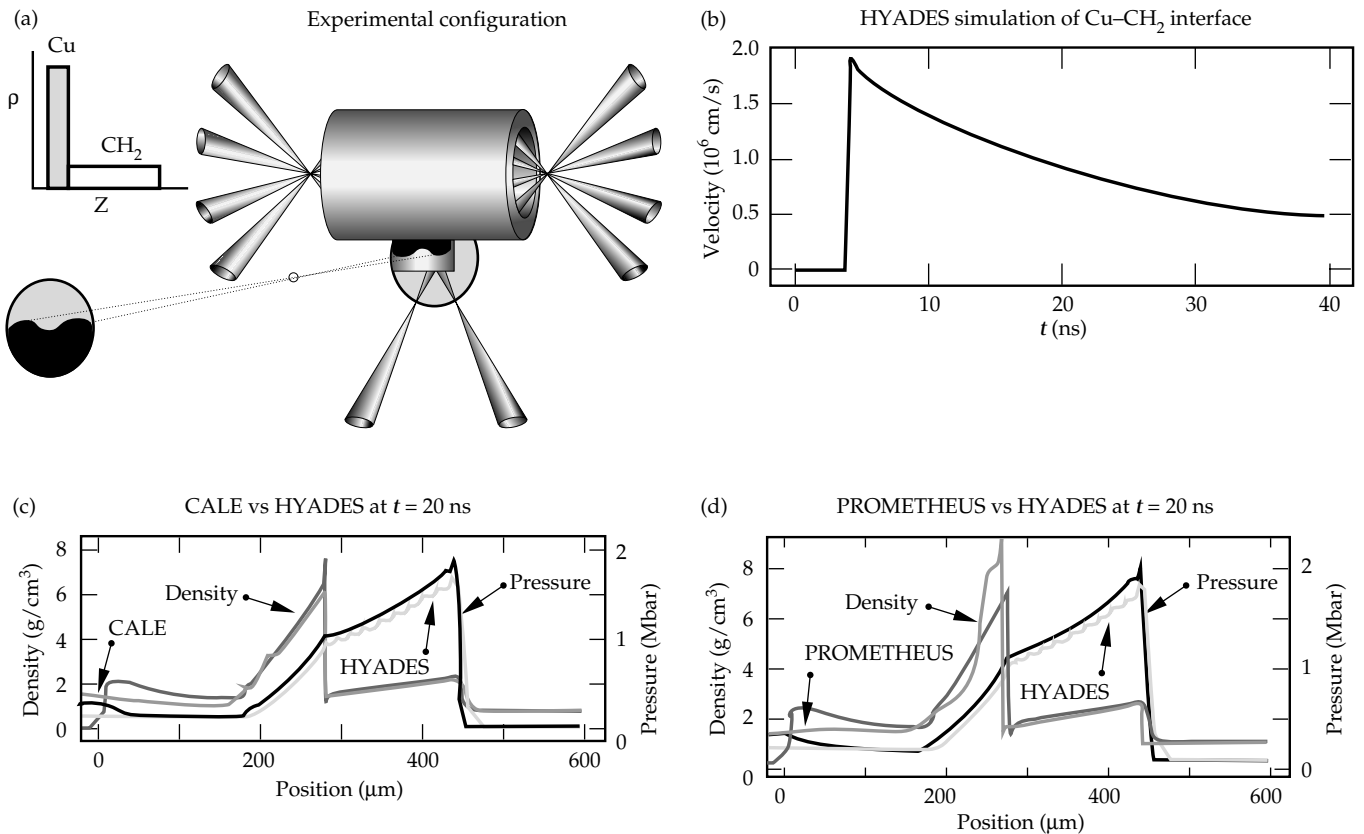 (a)
Experimental configuration
Cu
ρ
CH2
Z
(b)
HYADES simulation of Cu–CH2 interface
Velocity (10^6 cm/s)
2.0
1.5
1.0
0.5
0
0 10 20 30 40
t (ns)
(c)
CALE vs HYADES at t = 20 ns
Density (g/cm^3)
8
6
4
2
0
CALE
Density
HYADES
Pressure
2
1
0
Pressure (Mbar)
0 200 400 600
Position (μm)
(d)
PROMETHEUS vs HYADES at t = 20 ns
Density (g/cm^3)
8
6
4
2
0
PROMETHEUS
Density
HYADES
Pressure
2
1
0
Pressure (Mbar)
0 200 400 600
Position (μm)